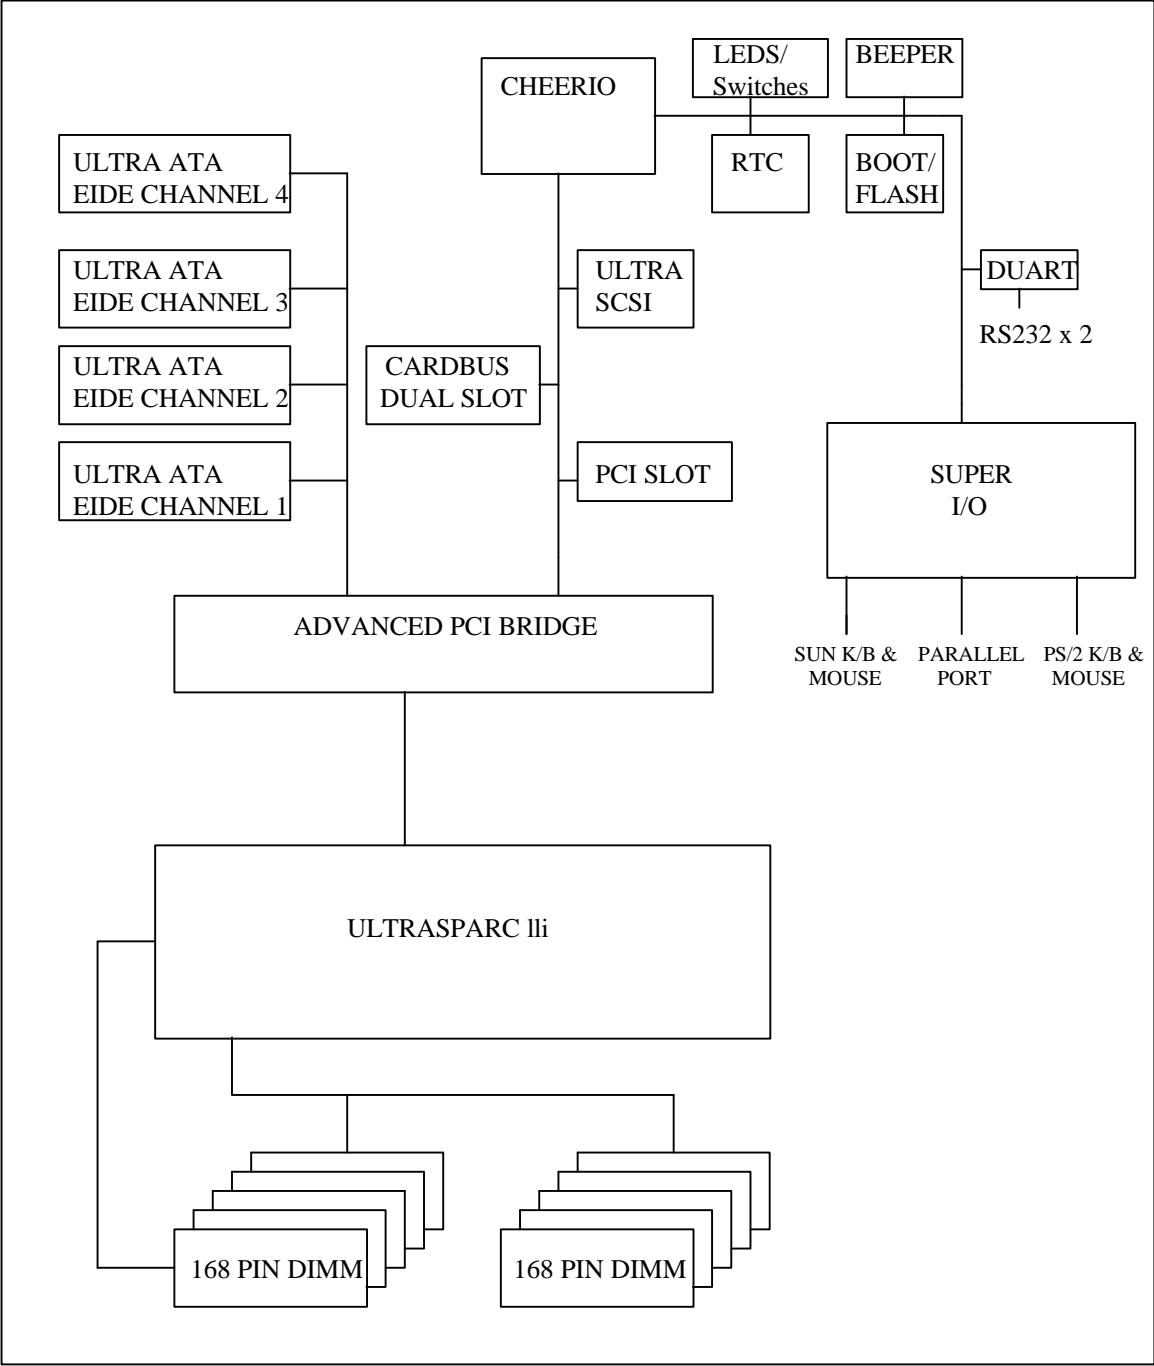 LEDS/
Switches
BEEPER
CHEERIO
RTC
BOOT/
FLASH
ULTRA ATA
EIDE CHANNEL 4
ULTRA ATA
EIDE CHANNEL 3
ULTRA
SCSI
DUART
RS232 x 2
ULTRA ATA
EIDE CHANNEL 2
CARDBUS
DUAL SLOT
ULTRA ATA
EIDE CHANNEL 1
PCI SLOT
SUPER
I/O
ADVANCED PCI BRIDGE
SUN K/B &
MOUSE
PARALLEL
PORT
PS/2 K/B &
MOUSE
ULTRASPARC lli
168 PIN DIMM
168 PIN DIMM